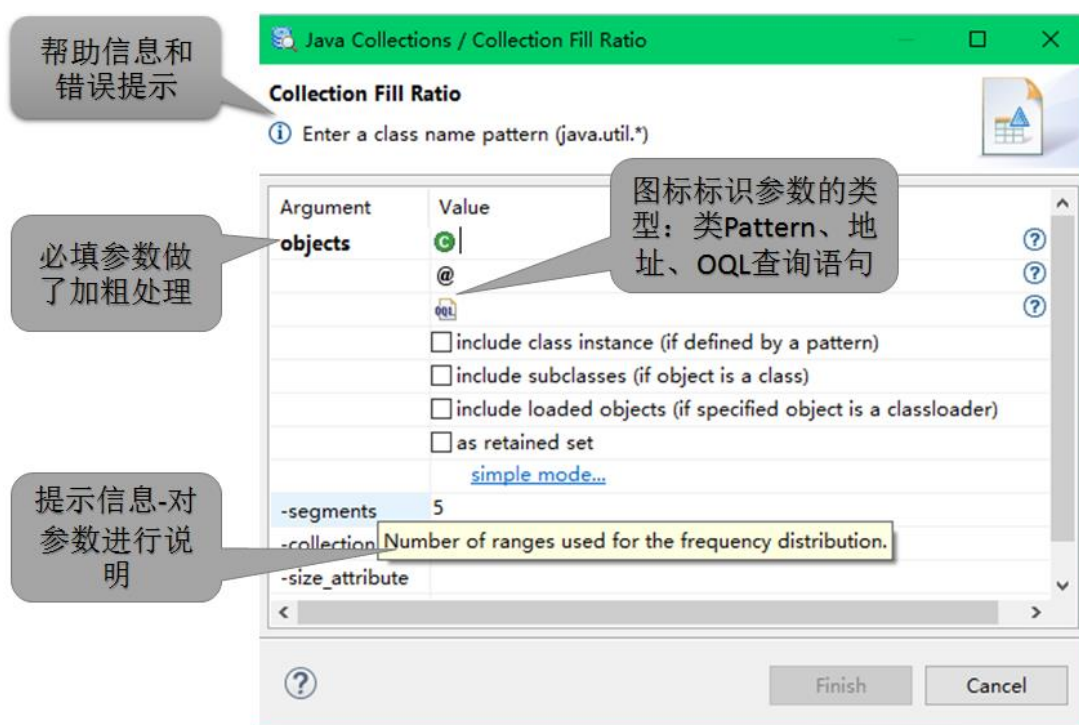 帮助信息和
错误提示
Java Collections / Collection Fill Ratio
Collection Fill Ratio
Enter a class name pattern (java.util.*)
图标标识参数的类
型：类Pattern、地
址、OQL查询语句
Argument Value
必填参数做
了加粗处理
objects
@
OQL
include class instance (if defined by a pattern)
include subclasses (if object is a class)
include loaded objects (if specified object is a classloader)
as retained set
simple mode...
提示信息-对
参数进行说
明
-segments 5
-collection
Number of ranges used for the frequency distribution.
-size_attribute
Finish Cancel